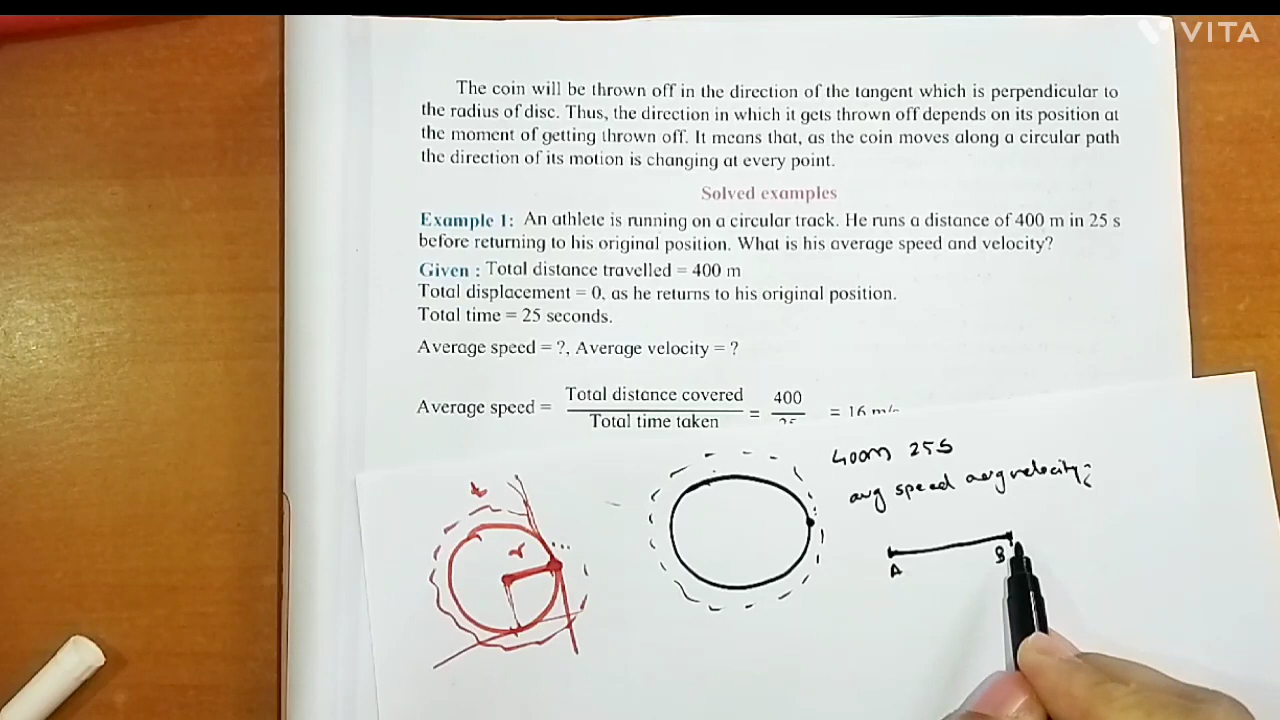 VITA
The coin will be thrown off in the direction of the tangent which is perpendicular to
the radius of disc. Thus, the direction in which it gets thrown off depends on its position at
the moment of getting thrown off. It means that, as the coin moves along a circular path
the direction of its motion is changing at every point.
Solved examples
Example 1: An athlete is running on a circular track. He runs a distance of 400 m in 25 s
before returning to his original position. What is his average speed and velocity?
Given : Total distance travelled = 400 m
Total displacement = 0, as he returns to his original position.
Total time = 25 seconds.
Average speed = ?, Average velocity = ?
Average speed = Total distance covered / Total time taken = 400 / = 16
400m 25s
avg speed avg velocity
A B
r